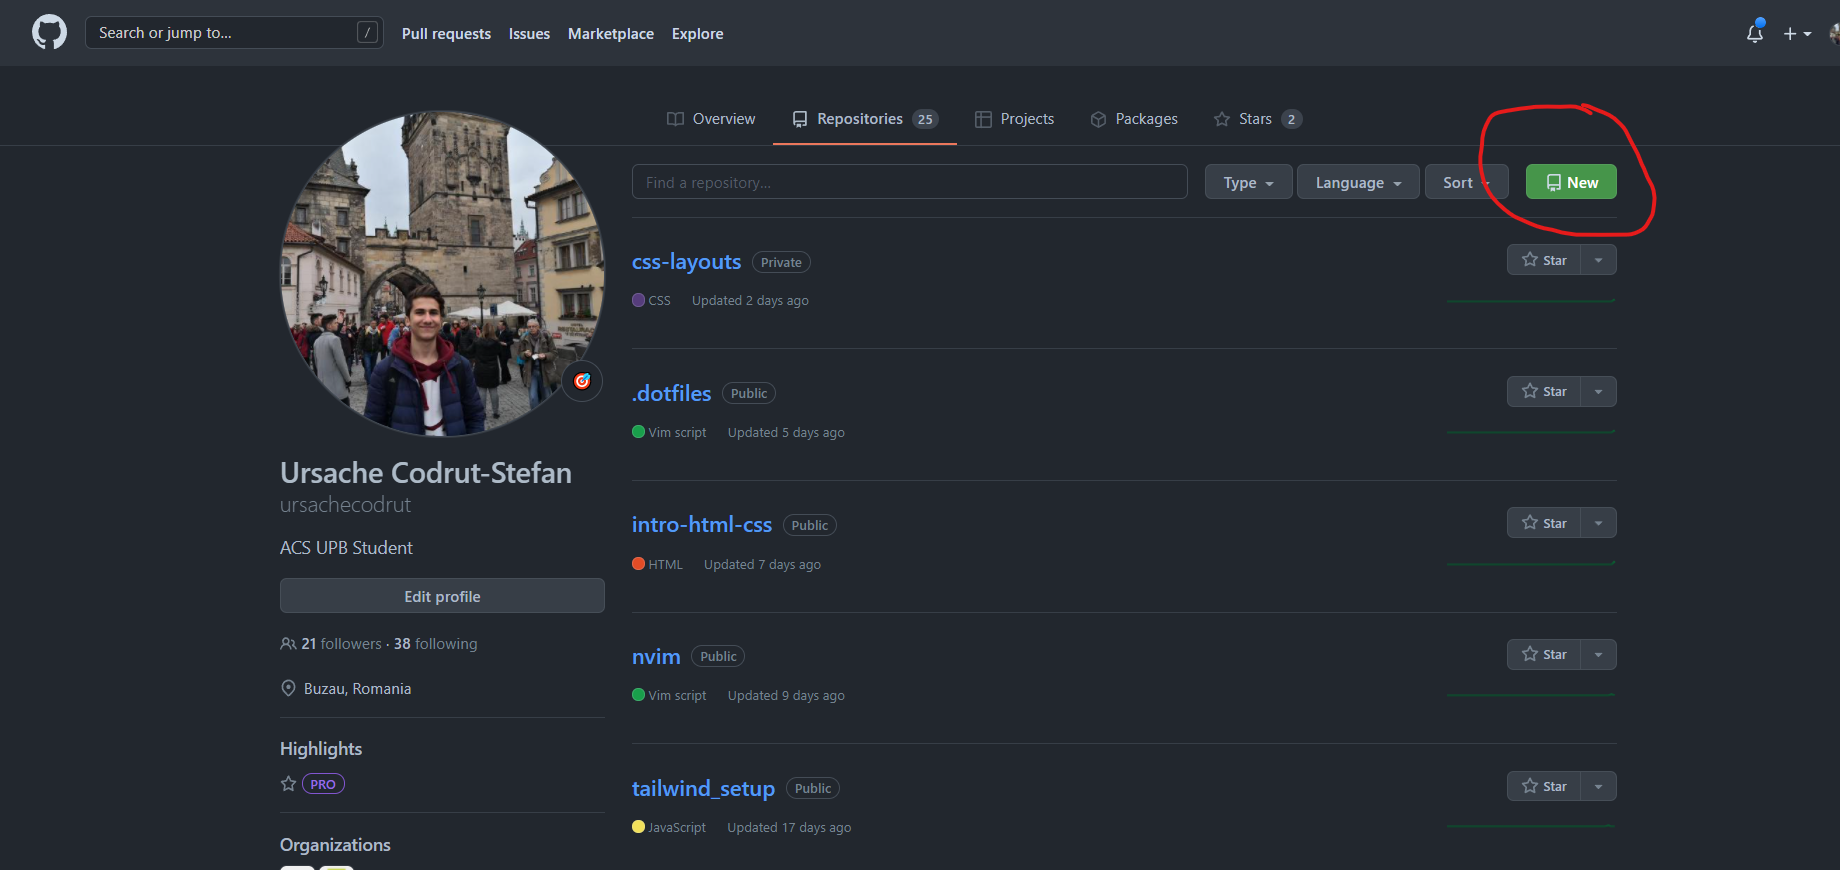 Search or jump to... /
Pull requests
Issues
Marketplace
Explore
Overview
Repositories 25
Projects
Packages
Stars 2
Find a repository...
Type
Language
Sort
New
Ursache Codrut-Stefan
ursachecodrut
ACS UPB Student
Edit profile
21 followers · 38 following
Buzau, Romania
Highlights
PRO
Organizations
css-layouts Private
Star
CSS Updated 2 days ago
.dotfiles Public
Star
Vim script Updated 5 days ago
intro-html-css Public
Star
HTML Updated 7 days ago
nvim Public
Star
Vim script Updated 9 days ago
tailwind_setup Public
Star
JavaScript Updated 17 days ago